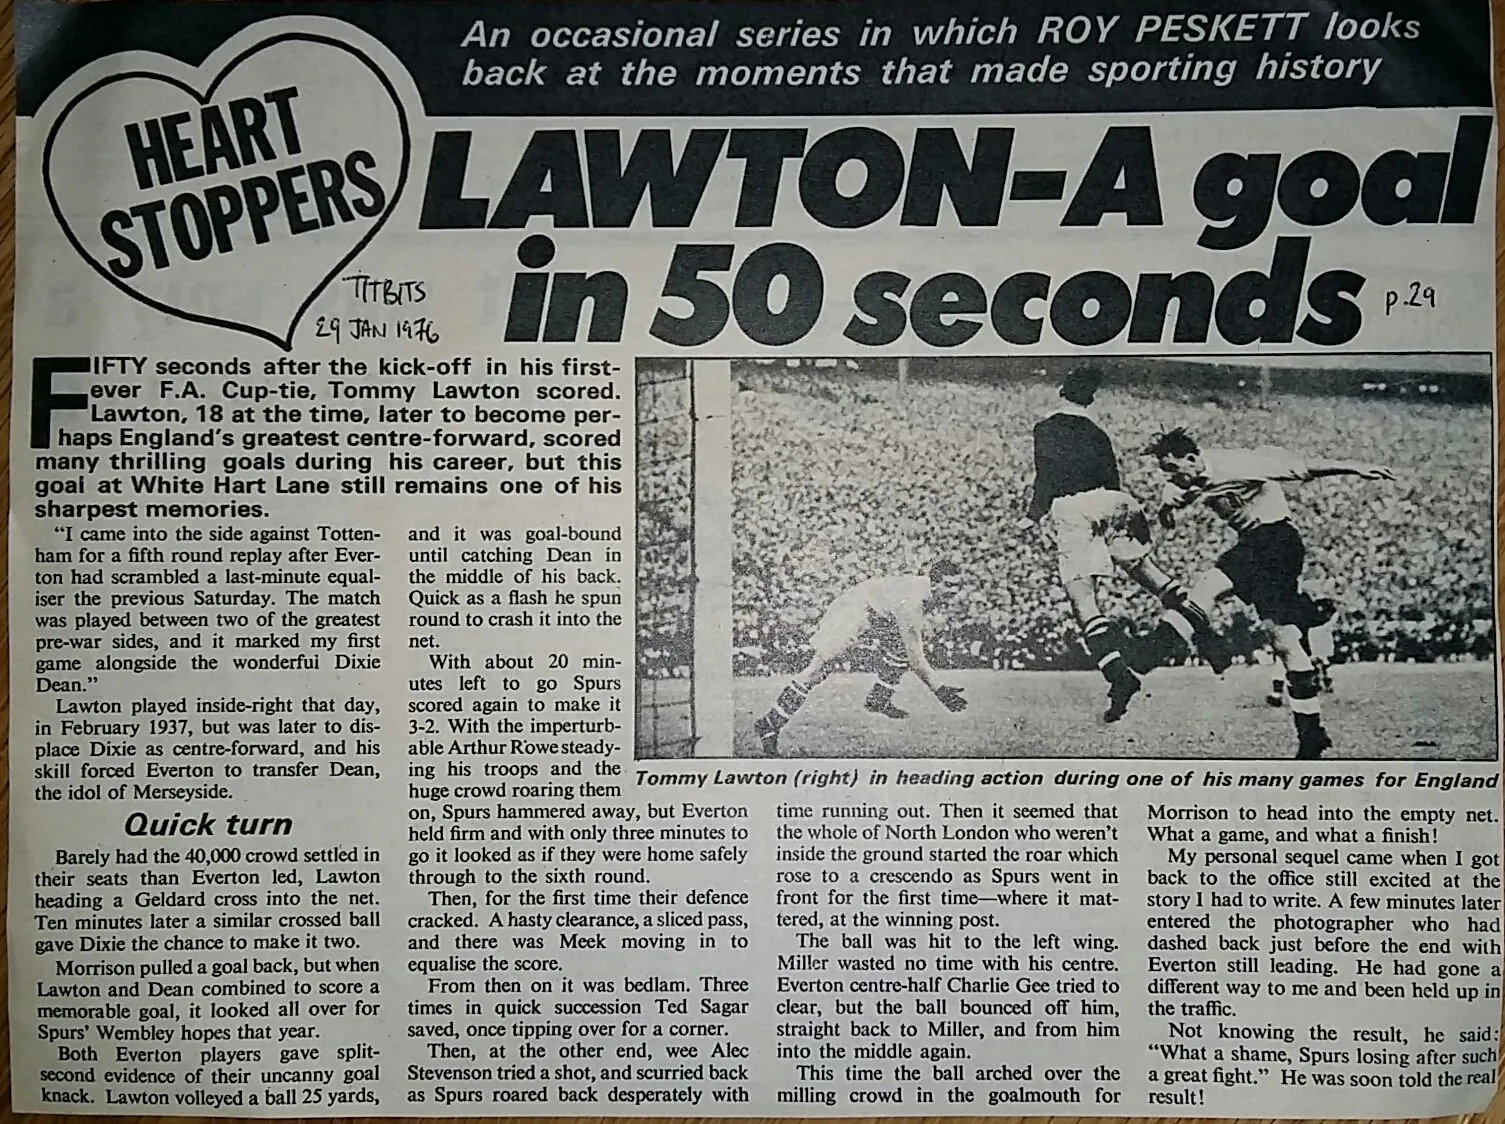 An occasional series in which ROY PESKETT looks
back at the moments that made sporting history
HEART
STOPPERS
LAWTON-A goal
in 50 seconds
TITBITS
29 JAN 1976
p.29
FIFTY seconds after the kick-off in his first-
ever F.A. Cup-tie, Tommy Lawton scored.
Lawton, 18 at the time, later to become per-
haps England's greatest centre-forward, scored
many thrilling goals during his career, but this
goal at White Hart Lane still remains one of his
sharpest memories.
"I came into the side against Totten-
ham for a fifth round replay after Ever-
ton had scrambled a last-minute equal-
iser the previous Saturday. The match
was played between two of the greatest
pre-war sides, and it marked my first
game alongside the wonderful Dixie
Dean."
Lawton played inside-right that day,
in February 1937, but was later to dis-
place Dixie as centre-forward, and his
skill forced Everton to transfer Dean,
the idol of Merseyside.
Quick turn
Barely had the 40,000 crowd settled in
their seats than Everton led, Lawton
heading a Geldard cross into the net.
Ten minutes later a similar crossed ball
gave Dixie the chance to make it two.
Morrison pulled a goal back, but when
Lawton and Dean combined to score a
memorable goal, it looked all over for
Spurs' Wembley hopes that year.
Both Everton players gave split-
second evidence of their uncanny goal
knack. Lawton volleyed a ball 25 yards,
and it was goal-bound
until catching Dean in
the middle of his back.
Quick as a flash he spun
round to crash it into the
net.
With about 20 min-
utes left to go Spurs
scored again to make it
3-2. With the imperturb-
able Arthur Rowe steady-
ing his troops and the
huge crowd roaring them
on, Spurs hammered away, but Everton
held firm and with only three minutes to
go it looked as if they were home safely
through to the sixth round.
Then, for the first time their defence
cracked. A hasty clearance, a sliced pass,
and there was Meek moving in to
equalise the score.
From then on it was bedlam. Three
times in quick succession Ted Sagar
saved, once tipping over for a corner.
Then, at the other end, wee Alec
Stevenson tried a shot, and scurried back
as Spurs roared back desperately with
Tommy Lawton (right) in heading action during one of his many games for England
time running out. Then it seemed that
the whole of North London who weren't
inside the ground started the roar which
rose to a crescendo as Spurs went in
front for the first time—where it mat-
tered, at the winning post.
The ball was hit to the left wing.
Miller wasted no time with his centre.
Everton centre-half Charlie Gee tried to
clear, but the ball bounced off him,
straight back to Miller, and from him
into the middle again.
This time the ball arched over the
milling crowd in the goalmouth for
Morrison to head into the empty net.
What a game, and what a finish!
My personal sequel came when I got
back to the office still excited at the
story I had to write. A few minutes later
entered the photographer who had
dashed back just before the end with
Everton still leading. He had gone a
different way to me and been held up in
the traffic.
Not knowing the result, he said:
"What a shame, Spurs losing after such
a great fight." He was soon told the real
result!